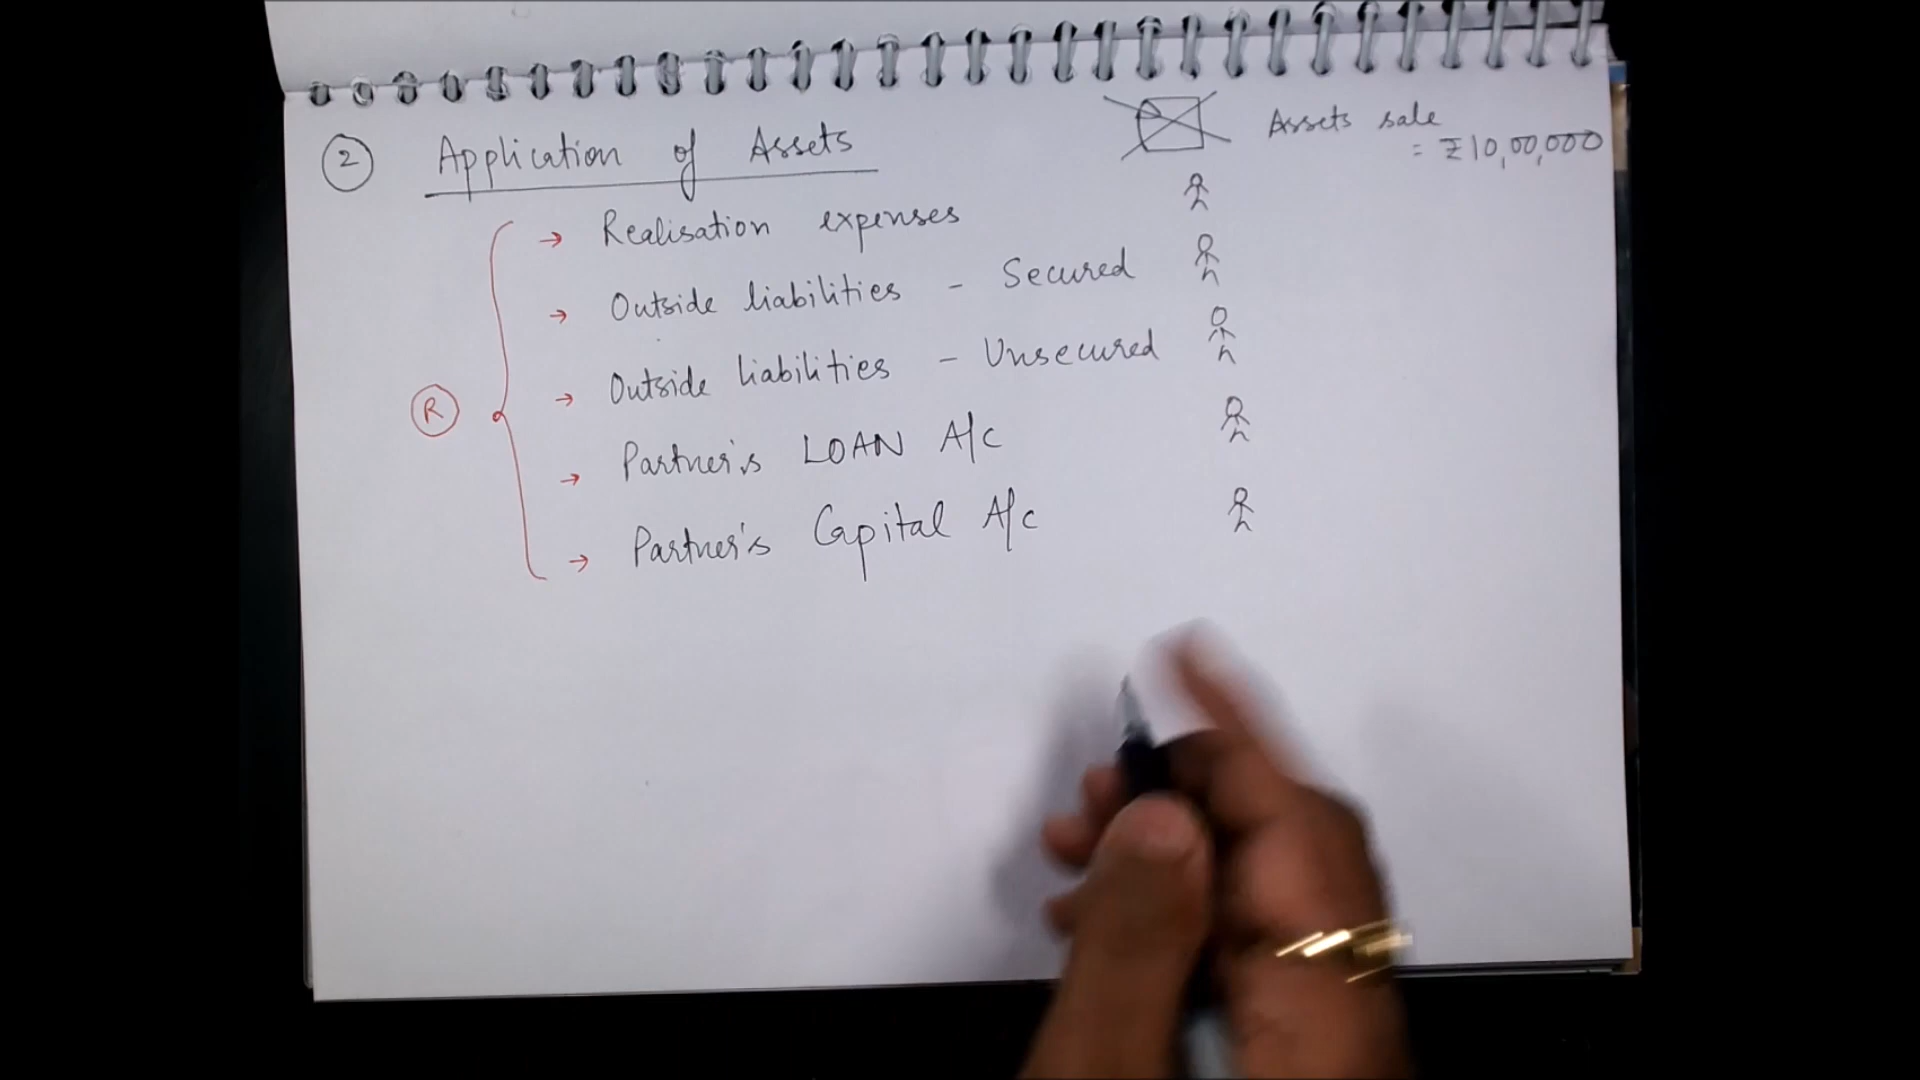 2 Application of Assets
Assets sale
= ₹10,00,000
→ Realisation expenses
→ Outside liabilities - Secured
→ Outside liabilities - Unsecured
R
→ Partner's LOAN A/c
→ Partner's Capital A/c